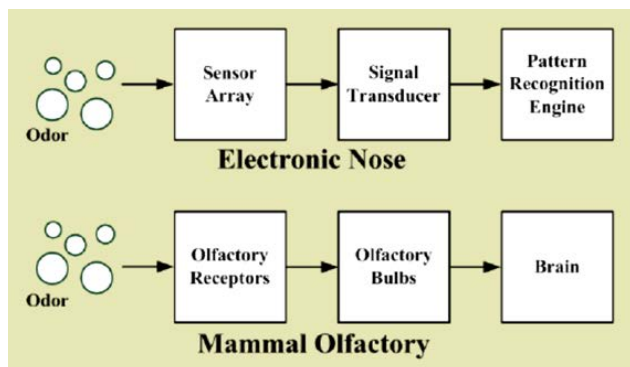 Odor
Sensor
Array
Signal
Transducer
Pattern
Recognition
Engine
Electronic Nose
Odor
Olfactory
Receptors
Olfactory
Bulbs
Brain
Mammal Olfactory